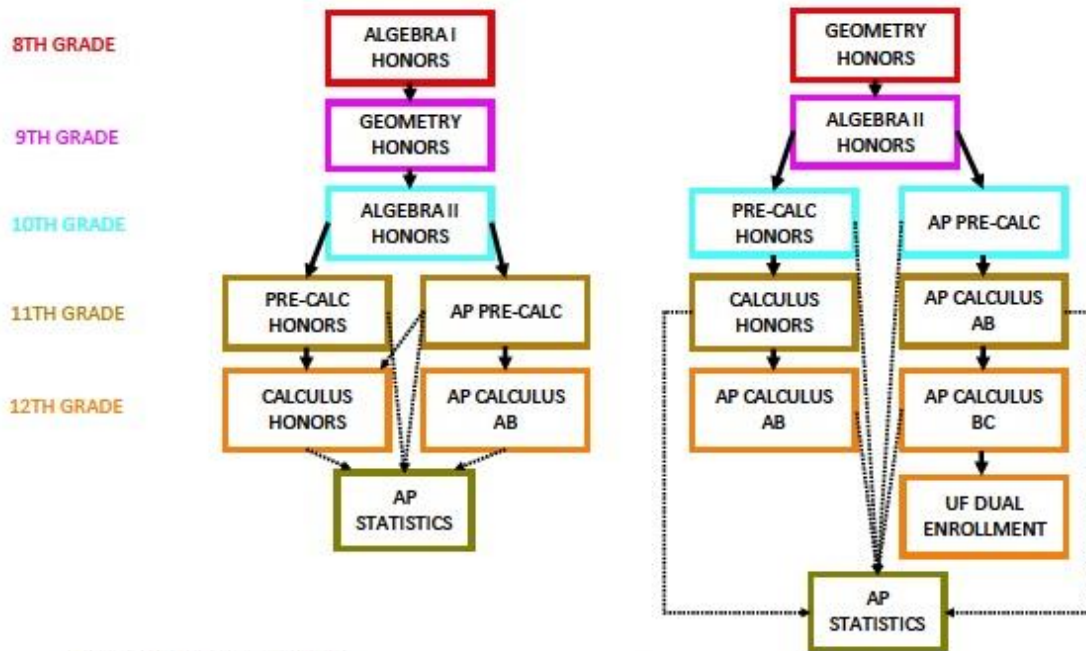 8TH GRADE
ALGEBRA I
HONORS
GEOMETRY
HONORS
9TH GRADE
GEOMETRY
HONORS
ALGEBRA II
HONORS
10TH GRADE
ALGEBRA II
HONORS
PRE-CALC
HONORS
AP PRE-CALC
11TH GRADE
PRE-CALC
HONORS
AP PRE-CALC
CALCULUS
HONORS
AP CALCULUS
AB
12TH GRADE
CALCULUS
HONORS
AP CALCULUS
AB
AP CALCULUS
AB
AP CALCULUS
BC
AP
STATISTICS
UF DUAL
ENROLLMENT
AP
STATISTICS